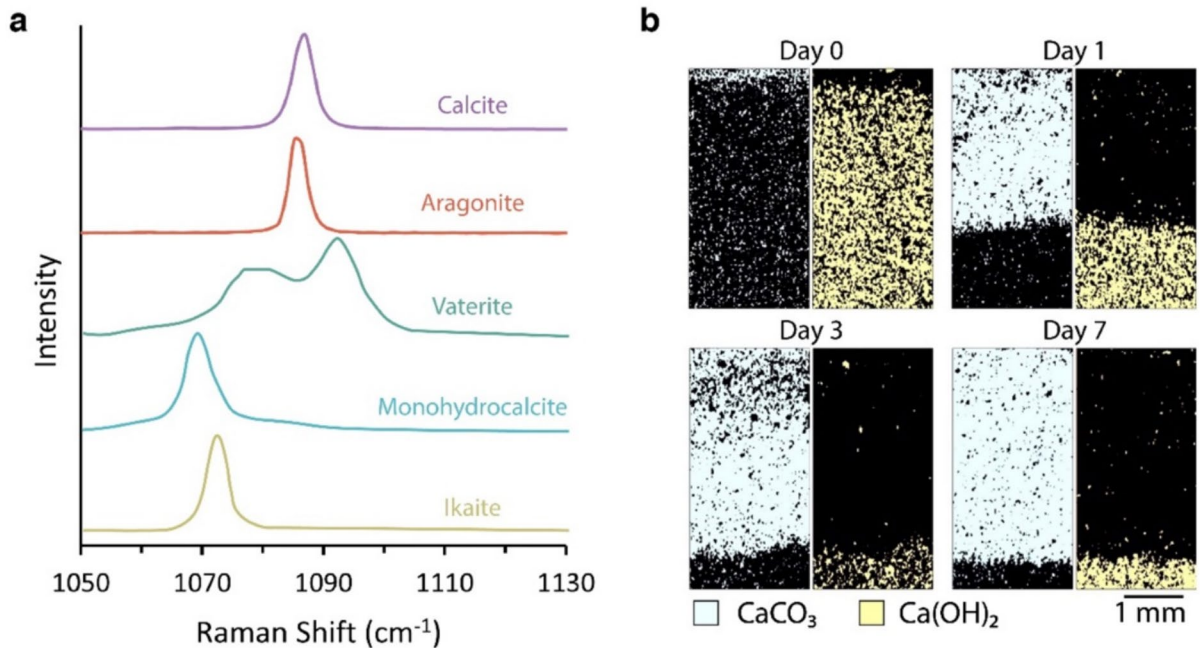 a
Calcite
Aragonite
Vaterite
Monohydrocalcite
Ikaite
Intensity
1050 1070 1090 1110 1130
Raman Shift (cm⁻¹)
b
Day 0 Day 1
Day 3 Day 7
CaCO₃ Ca(OH)₂ 1 mm